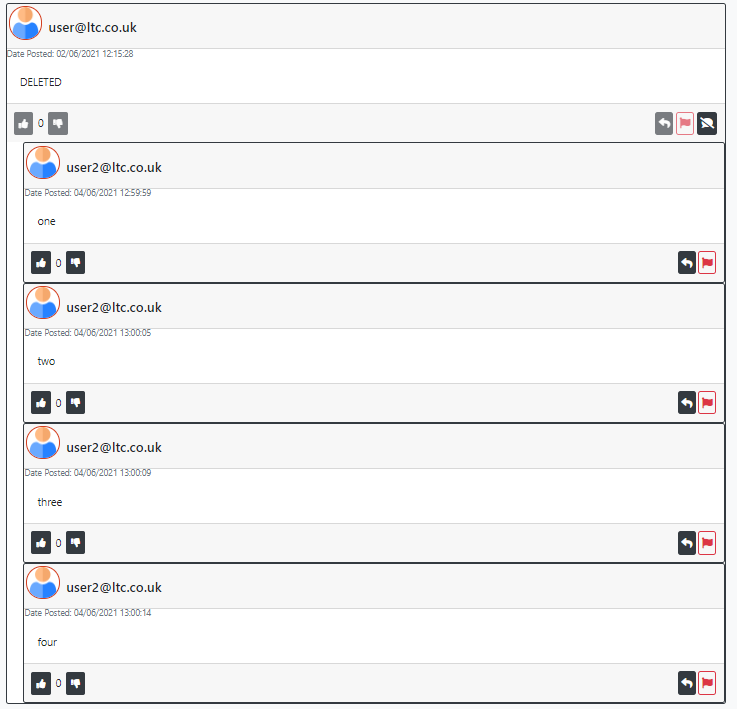 user@ltc.co.uk
Date Posted: 02/06/2021 12:15:28
DELETED
0
user2@ltc.co.uk
Date Posted: 04/06/2021 12:59:59
one
0
user2@ltc.co.uk
Date Posted: 04/06/2021 13:00:05
two
0
user2@ltc.co.uk
Date Posted: 04/06/2021 13:00:09
three
0
user2@ltc.co.uk
Date Posted: 04/06/2021 13:00:14
four
0